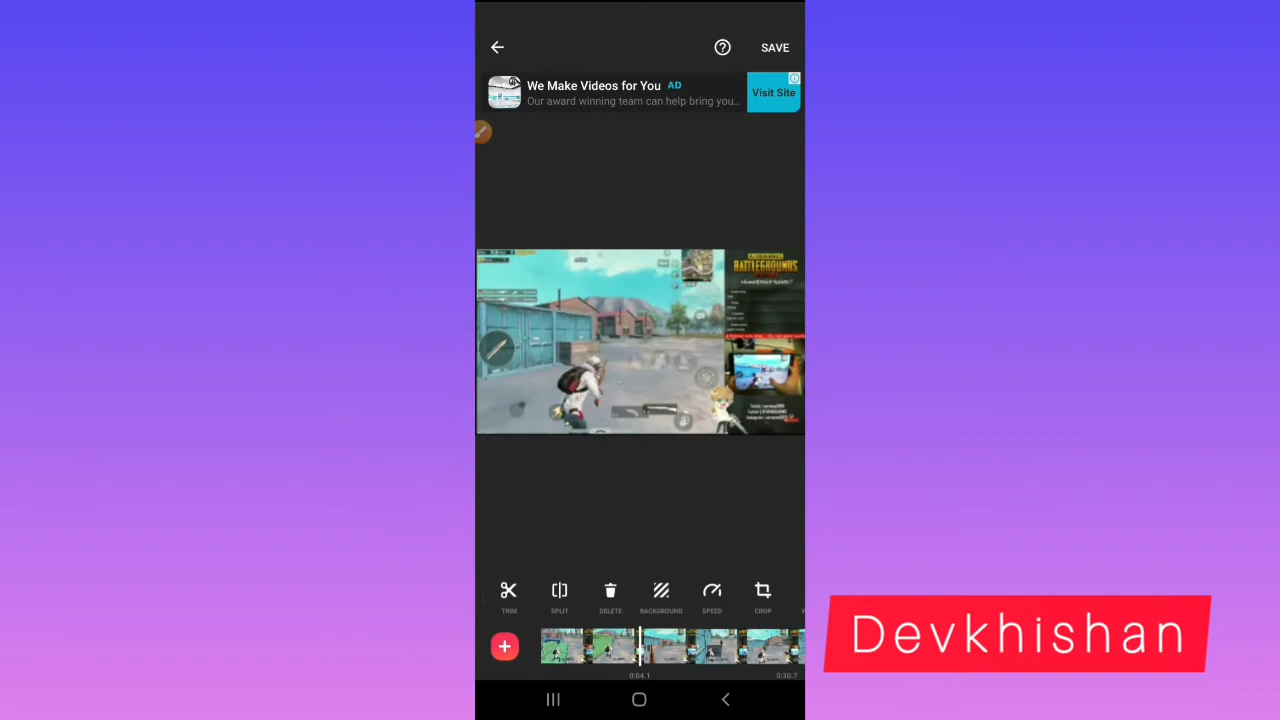 SAVE
We Make Videos for You AD
Our award winning team can help bring you...
Visit Site
BATTLEGROUNDS
TRIM SPLIT DELETE BACKGROUND SPEED CROP
0:04.1 0:30.7
Devkhishan